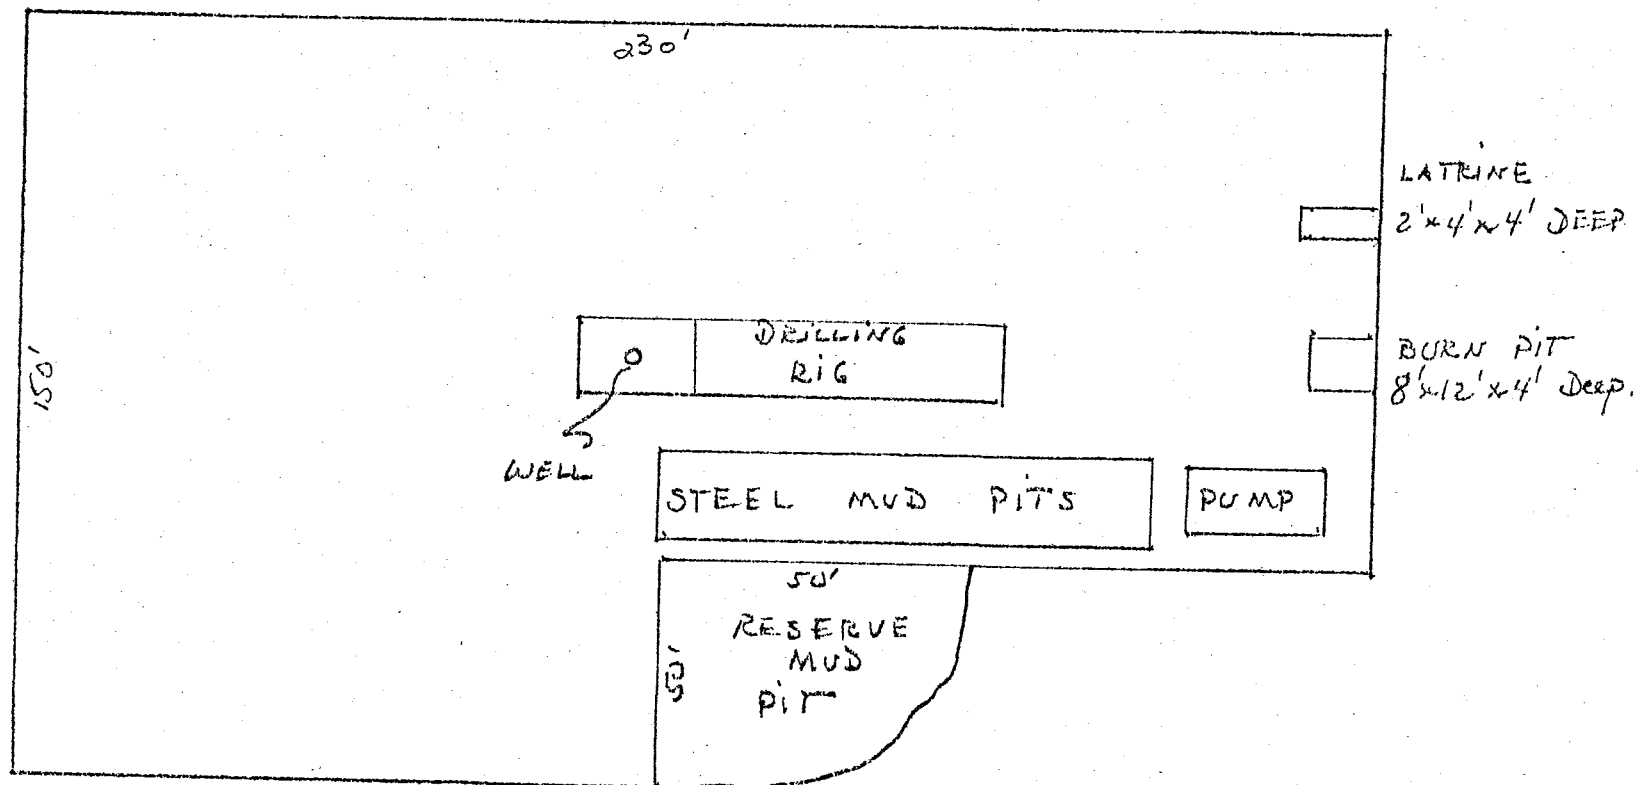 230'
LATRINE
2'x4'x4' DEEP
150'
DRILLING
RIG
BURN PIT
8'x12'x4' Deep.
WELL
STEEL MUD PITS
PUMP
50'
RESERVE
MUD
PIT
50'